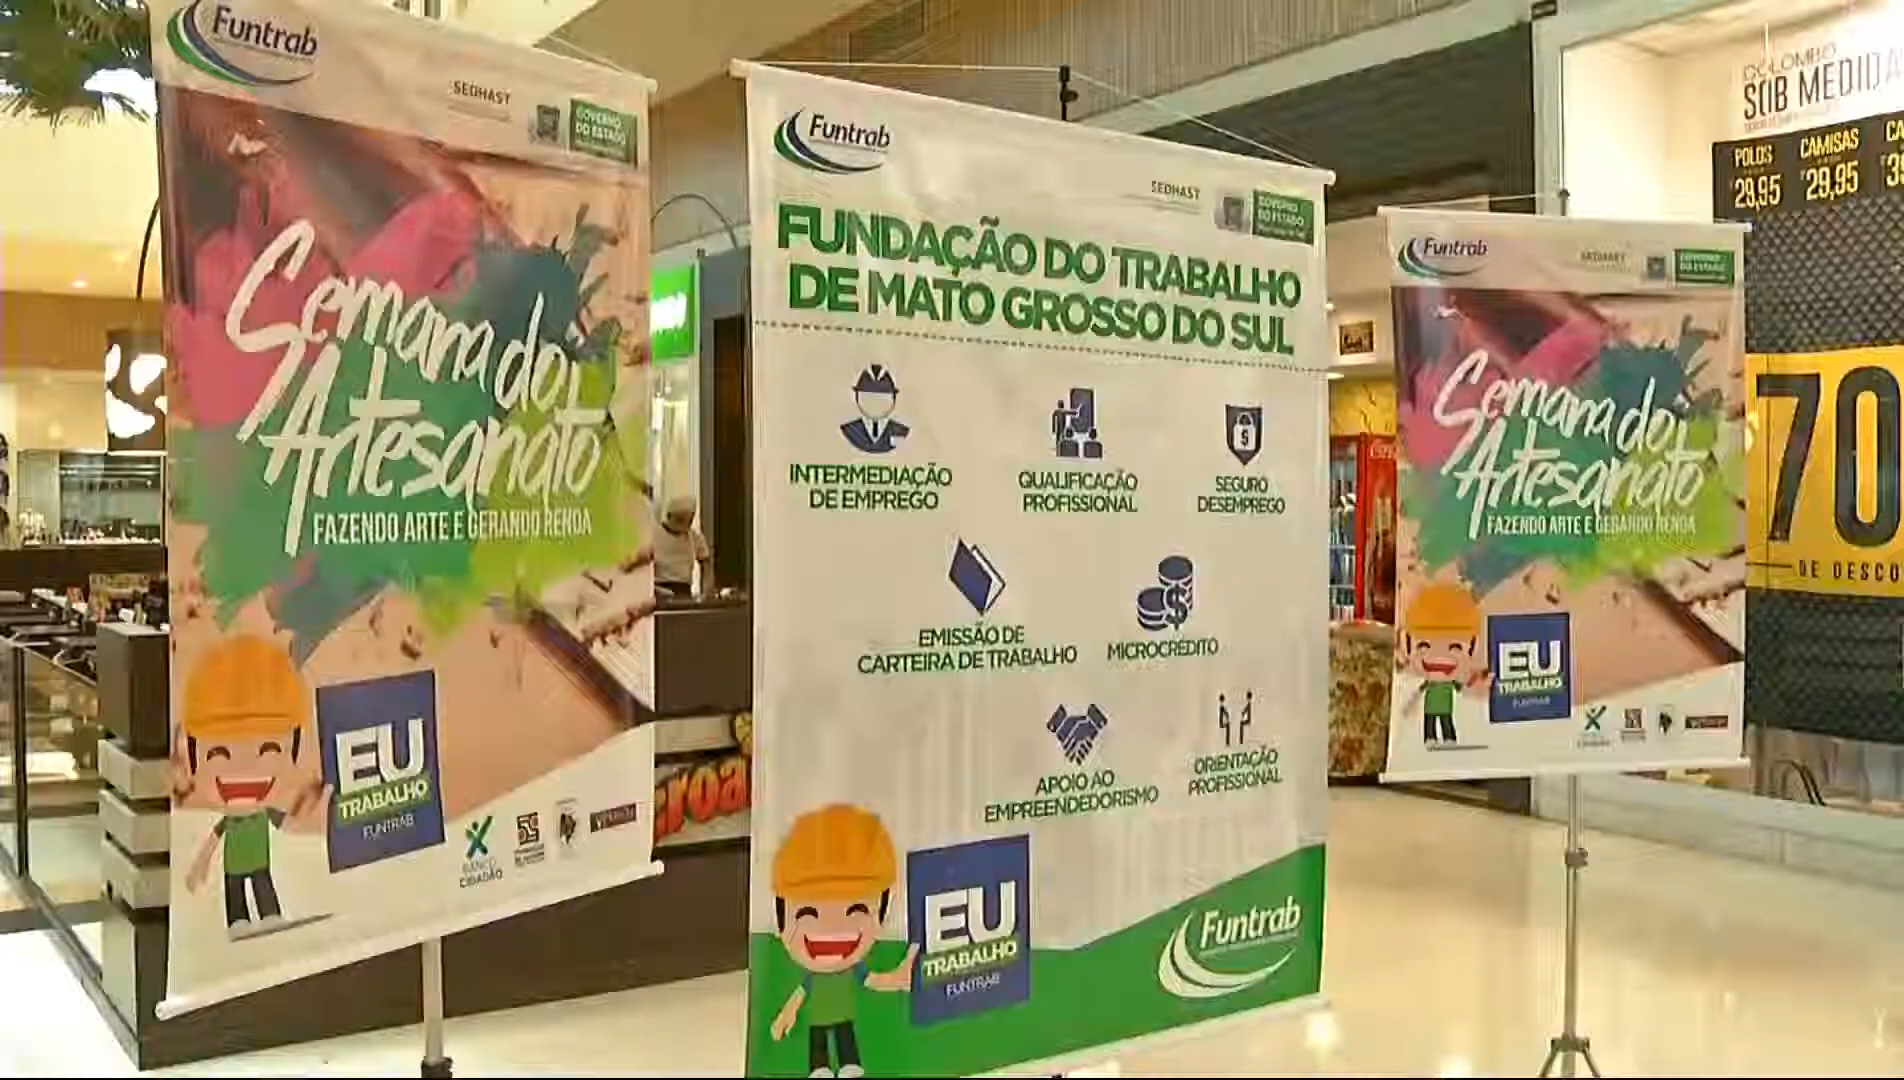 Funtrab
SEDHAST
GOVERNO
DO ESTADO
Semana do
Artesanato
FAZENDO ARTE E GERANDO RENDA
EU
TRABALHO
FUNTRAB
BANCO
CIDADÃO
Funtrab
SEDHAST
GOVERNO
DO ESTADO
FUNDAÇÃO DO TRABALHO
DE MATO GROSSO DO SUL
INTERMEDIAÇÃO
DE EMPREGO
QUALIFICAÇÃO
PROFISSIONAL
SEGURO
DESEMPREGO
EMISSÃO DE
CARTEIRA DE TRABALHO
MICROCRÉDITO
APOIO AO
EMPREENDEDORISMO
ORIENTAÇÃO
PROFISSIONAL
EU
TRABALHO
FUNTRAB
Funtrab
Funtrab
SEDHAST
GOVERNO
DO ESTADO
Semana do
Artesanato
FAZENDO ARTE E GERANDO RENDA
EU
TRABALHO
FUNTRAB
COLOMBO
SOB MEDIDA
POLOS
29,95
CAMISAS
29,95
70
DE DESCO